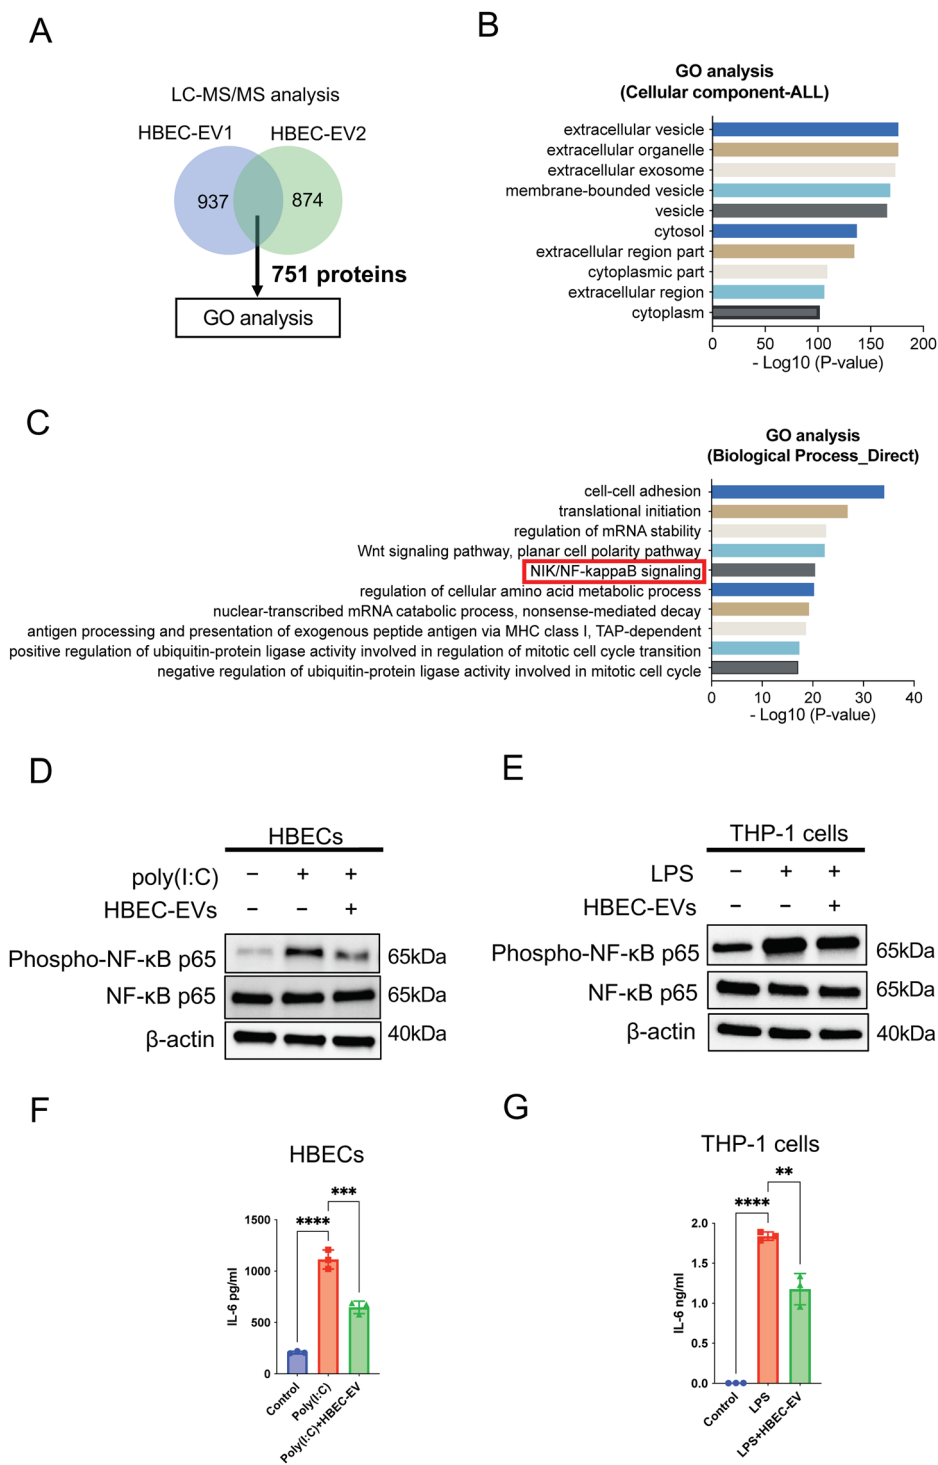 A
LC-MS/MS analysis
HBEC-EV1 HBEC-EV2
937 874
751 proteins
GO analysis
B
GO analysis
(Cellular component-ALL)
extracellular vesicle
extracellular organelle
extracellular exosome
membrane-bounded vesicle
vesicle
cytosol
extracellular region part
cytoplasmic part
extracellular region
cytoplasm
0 50 100 150 200
- Log10 (P-value)
C
GO analysis
(Biological Process_Direct)
cell-cell adhesion
translational initiation
regulation of mRNA stability
Wnt signaling pathway, planar cell polarity pathway
NIK/NF-kappaB signaling
regulation of cellular amino acid metabolic process
nuclear-transcribed mRNA catabolic process, nonsense-mediated decay
antigen processing and presentation of exogenous peptide antigen via MHC class I, TAP-dependent
positive regulation of ubiquitin-protein ligase activity involved in regulation of mitotic cell cycle transition
negative regulation of ubiquitin-protein ligase activity involved in mitotic cell cycle
0 10 20 30 40
- Log10 (P-value)
D
HBECs
poly(I:C) − + +
HBEC-EVs − − +
Phospho-NF-κB p65 65kDa
NF-κB p65 65kDa
β-actin 40kDa
E
THP-1 cells
LPS − + +
HBEC-EVs − − +
Phospho-NF-κB p65 65kDa
NF-κB p65 65kDa
β-actin 40kDa
F
HBECs
***
****
1500
1000
500
0
IL-6 pg/ml
Control
Poly(I:C)
Poly(I:C)+HBEC-EV
G
THP-1 cells
**
****
2.0
1.5
1.0
0.5
0.0
IL-6 ng/ml
Control
LPS
LPS+HBEC-EV